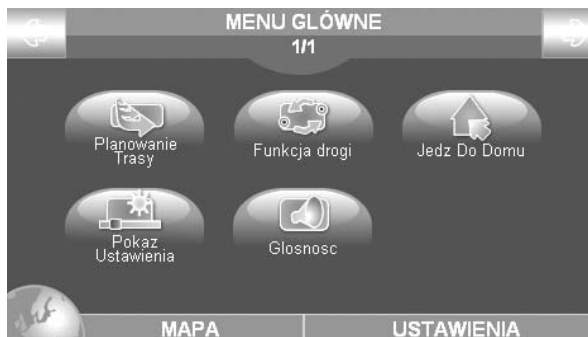 MENU GLÓWNE
1/1
Planowanie
Trasy
Funkcja drogi
Jedz Do Domu
Pokaz
Ustawienia
Glosnosc
MAPA
USTAWIENIA